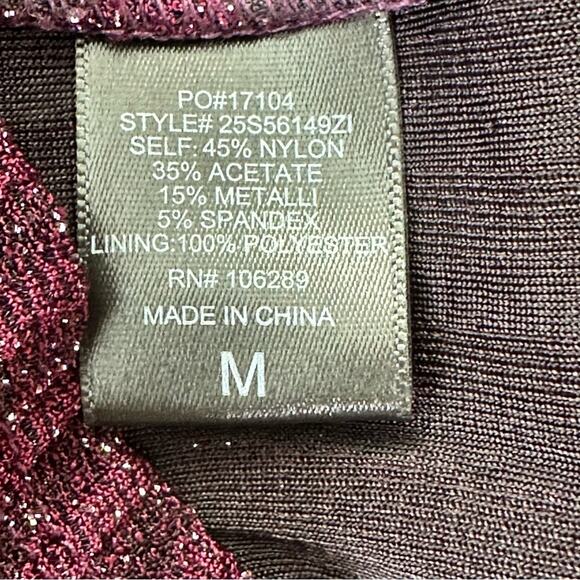 PO#17104
STYLE# 25S56149ZI
SELF: 45% NYLON
35% ACETATE
15% METALLI
5% SPANDEX
LINING:100% POLYESTER
RN# 106289
MADE IN CHINA
M